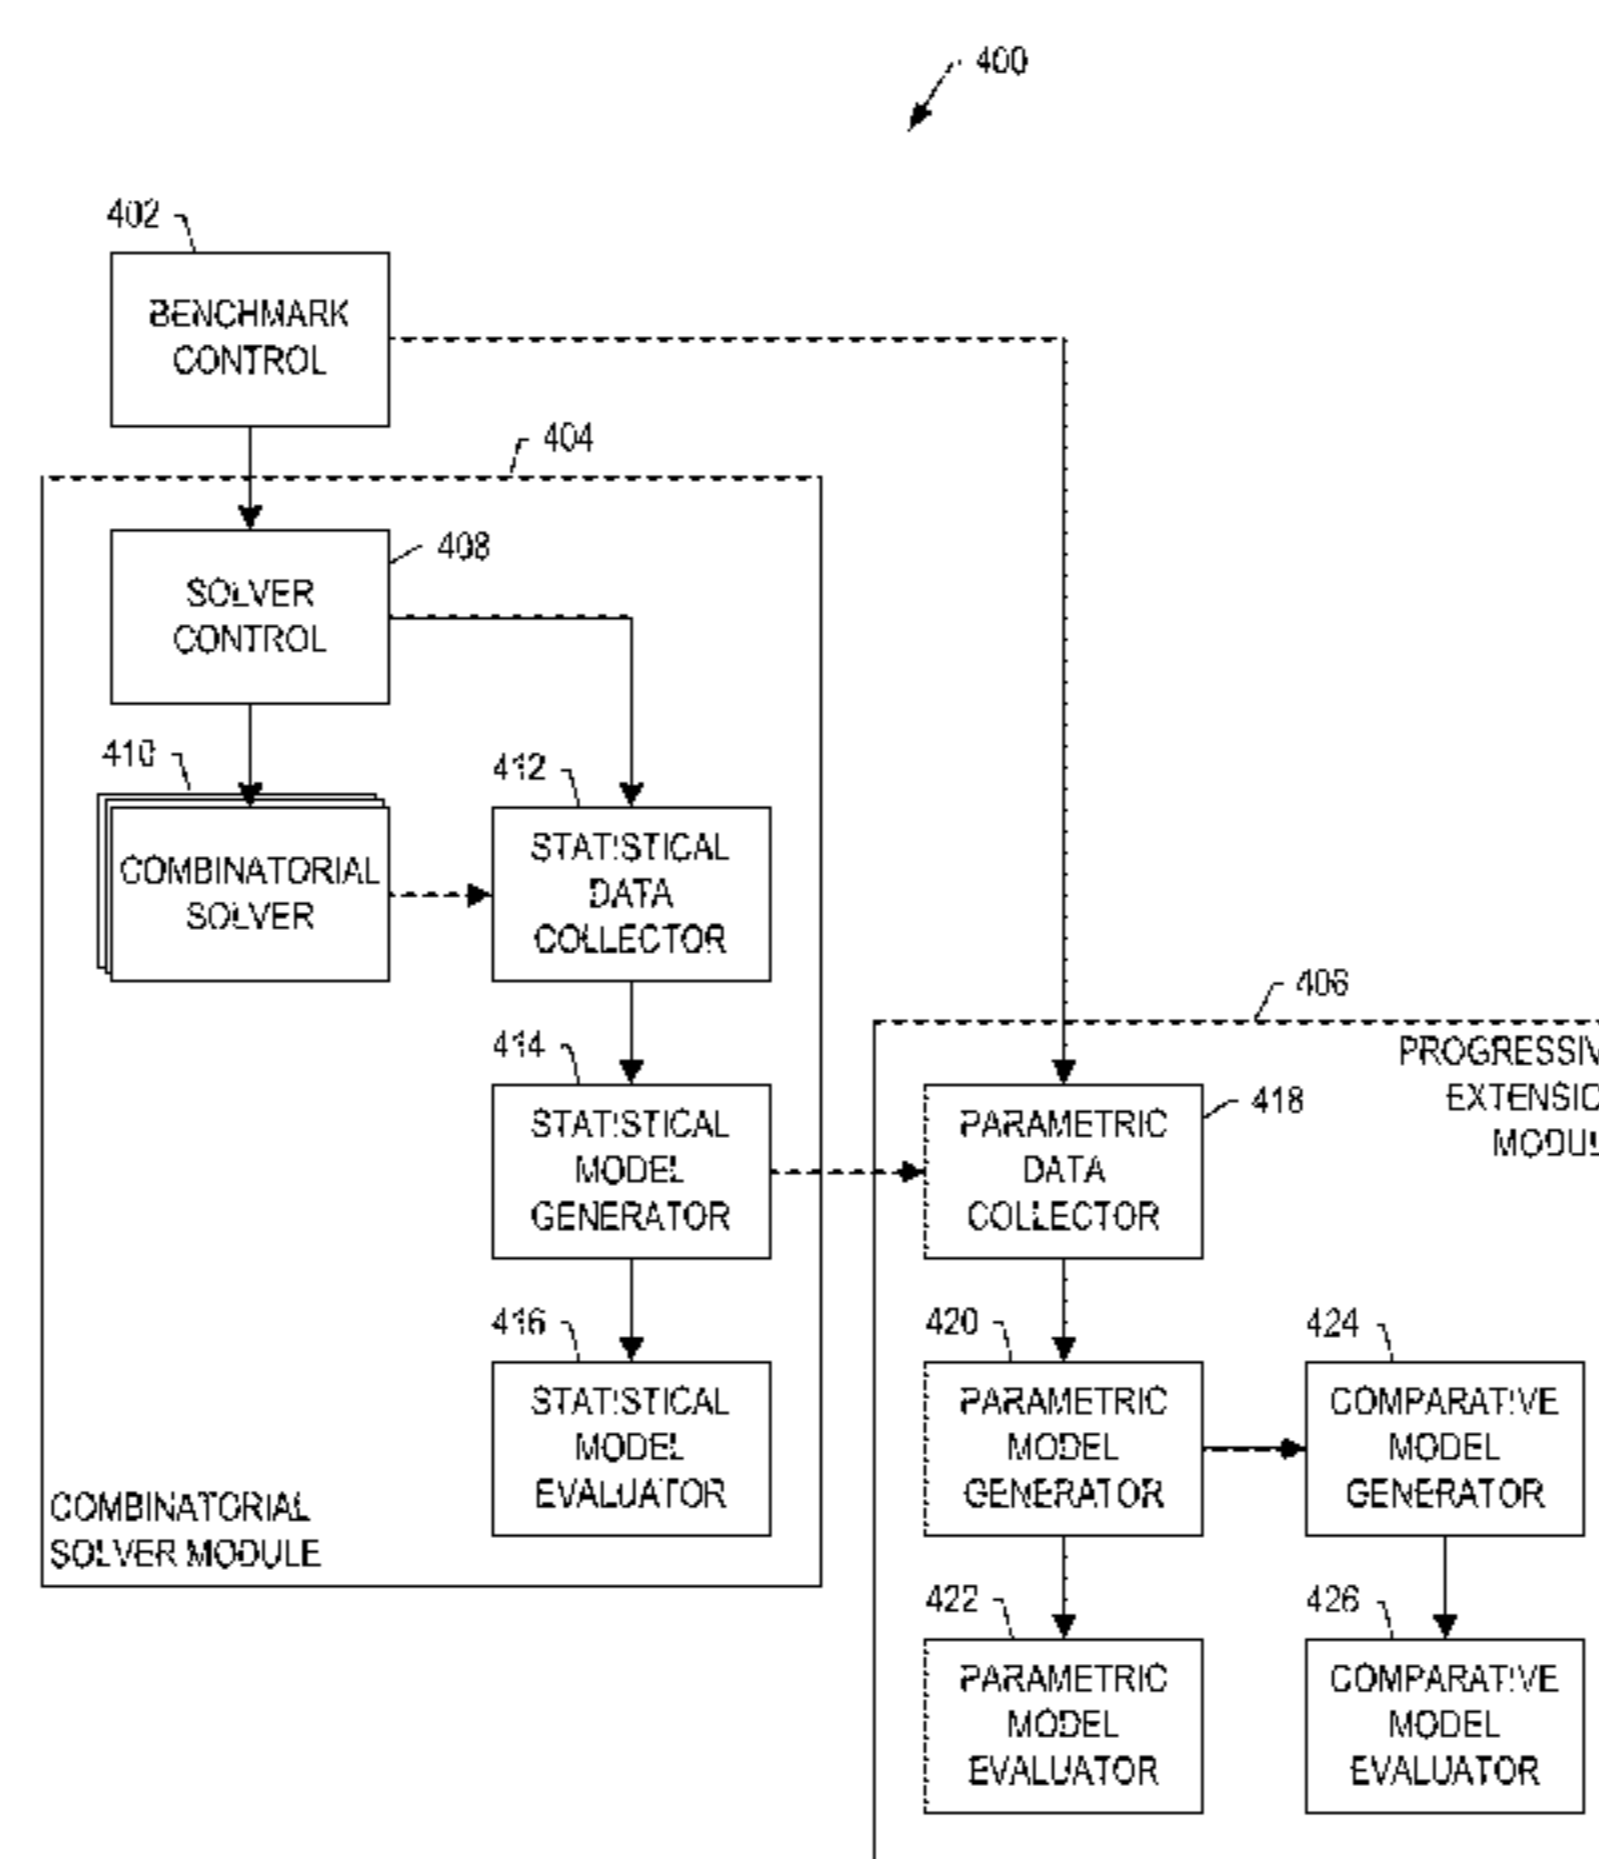 400
402
BENCHMARK
CONTROL
404
408
SOLVER
CONTROL
410
412
COMBINATORIAL
SOLVER
STATISTICAL
DATA
COLLECTOR
406
PROGRESSIV
EXTENSIO
MODUL
414
418
STATISTICAL
MODEL
GENERATOR
PARAMETRIC
DATA
COLLECTOR
416
420
424
STATISTICAL
MODEL
EVALUATOR
PARAMETRIC
MODEL
GENERATOR
COMPARATIVE
MODEL
GENERATOR
COMBINATORIAL
SOLVER MODULE
422
426
PARAMETRIC
MODEL
EVALUATOR
COMPARATIVE
MODEL
EVALUATOR